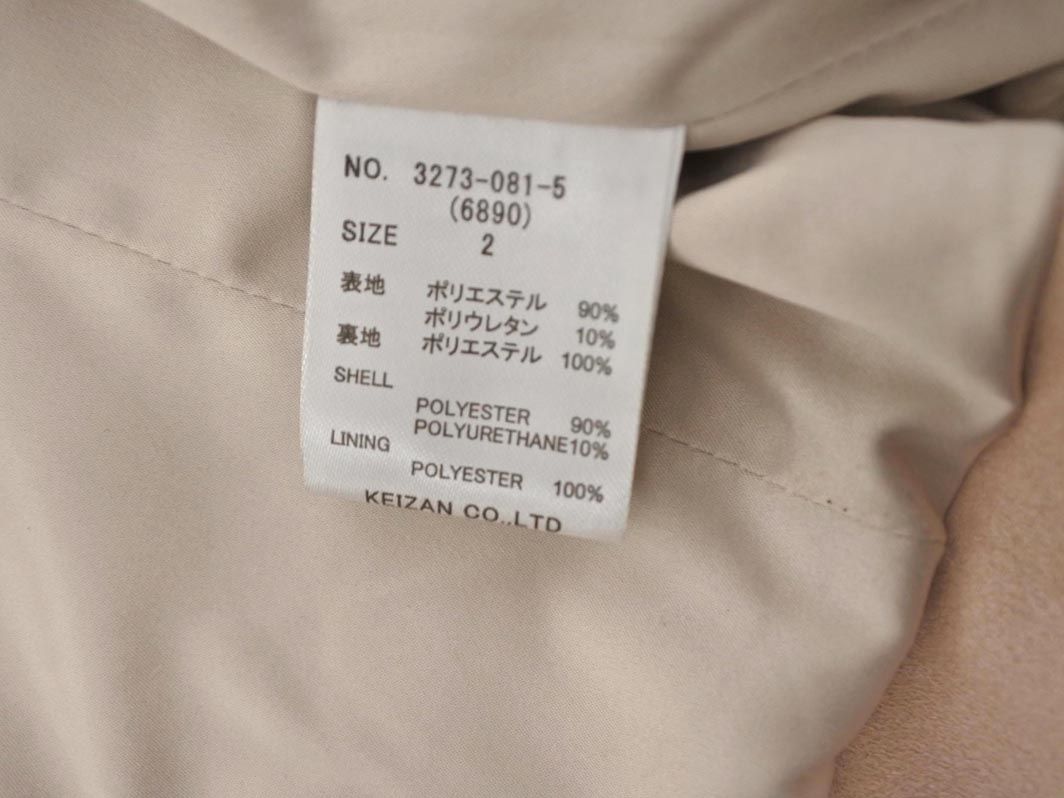 NO. 3273-081-5
(6890)
SIZE 2
表地 ポリエステル 90%
ポリウレタン 10%
裏地 ポリエステル 100%
SHELL
POLYESTER 90%
POLYURETHANE10%
LINING
POLYESTER 100%
KEIZAN CO.,LTD